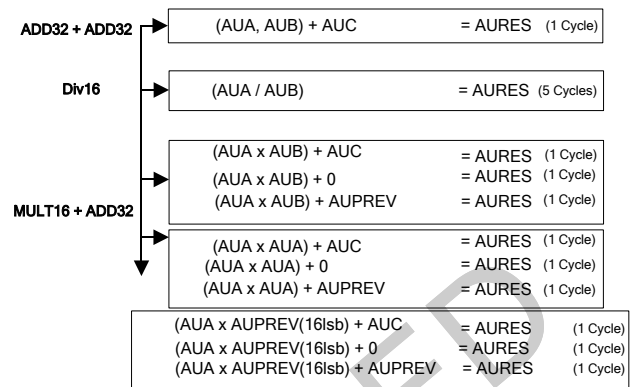 ADD32 + ADD32
(AUA, AUB) + AUC = AURES (1 Cycle)
Div16
(AUA / AUB) = AURES (5 Cycles)
(AUA x AUB) + AUC = AURES (1 Cycle)
(AUA x AUB) + 0 = AURES (1 Cycle)
(AUA x AUB) + AUPREV = AURES (1 Cycle)
MULT16 + ADD32
(AUA x AUA) + AUC = AURES (1 Cycle)
(AUA x AUA) + 0 = AURES (1 Cycle)
(AUA x AUA) + AUPREV = AURES (1 Cycle)
(AUA x AUPREV(16lsb) + AUC = AURES (1 Cycle)
(AUA x AUPREV(16lsb) + 0 = AURES (1 Cycle)
(AUA x AUPREV(16lsb) + AUPREV = AURES (1 Cycle)